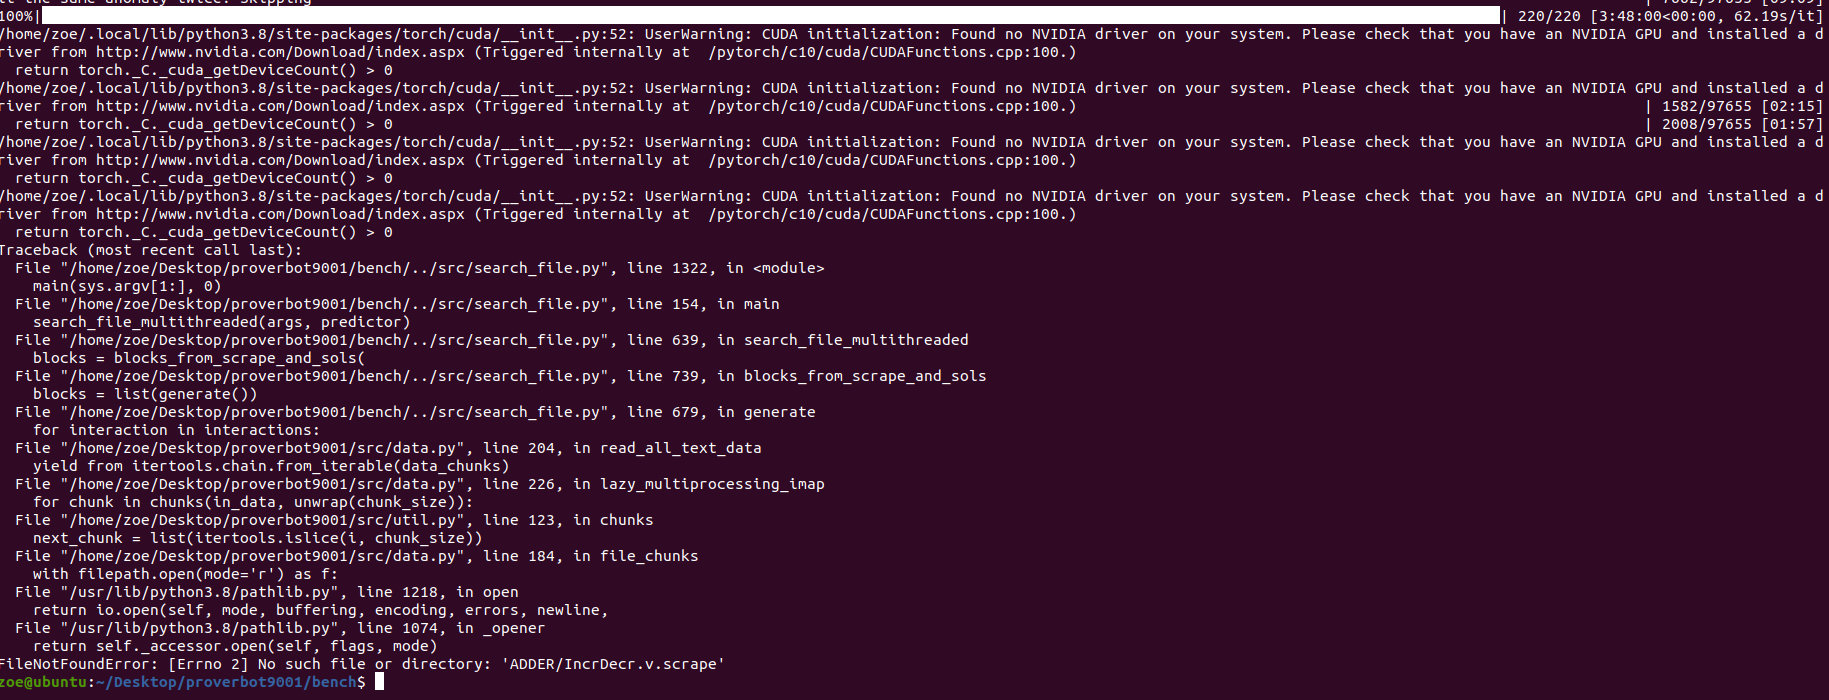 the same anomaly twice. Skipping | 7082/97655 [09:09]
100%| | 220/220 [3:48:00<00:00, 62.19s/it]
/home/zoe/.local/lib/python3.8/site-packages/torch/cuda/__init__.py:52: UserWarning: CUDA initialization: Found no NVIDIA driver on your system. Please check that you have an NVIDIA GPU and installed a d
river from http://www.nvidia.com/Download/index.aspx (Triggered internally at  /pytorch/c10/cuda/CUDAFunctions.cpp:100.)
  return torch._C._cuda_getDeviceCount() > 0
/home/zoe/.local/lib/python3.8/site-packages/torch/cuda/__init__.py:52: UserWarning: CUDA initialization: Found no NVIDIA driver on your system. Please check that you have an NVIDIA GPU and installed a d
river from http://www.nvidia.com/Download/index.aspx (Triggered internally at  /pytorch/c10/cuda/CUDAFunctions.cpp:100.) | 1582/97655 [02:15]
  return torch._C._cuda_getDeviceCount() > 0 | 2008/97655 [01:57]
/home/zoe/.local/lib/python3.8/site-packages/torch/cuda/__init__.py:52: UserWarning: CUDA initialization: Found no NVIDIA driver on your system. Please check that you have an NVIDIA GPU and installed a d
river from http://www.nvidia.com/Download/index.aspx (Triggered internally at  /pytorch/c10/cuda/CUDAFunctions.cpp:100.)
  return torch._C._cuda_getDeviceCount() > 0
/home/zoe/.local/lib/python3.8/site-packages/torch/cuda/__init__.py:52: UserWarning: CUDA initialization: Found no NVIDIA driver on your system. Please check that you have an NVIDIA GPU and installed a d
river from http://www.nvidia.com/Download/index.aspx (Triggered internally at  /pytorch/c10/cuda/CUDAFunctions.cpp:100.)
  return torch._C._cuda_getDeviceCount() > 0
Traceback (most recent call last):
  File "/home/zoe/Desktop/proverbot9001/bench/../src/search_file.py", line 1322, in <module>
    main(sys.argv[1:], 0)
  File "/home/zoe/Desktop/proverbot9001/bench/../src/search_file.py", line 154, in main
    search_file_multithreaded(args, predictor)
  File "/home/zoe/Desktop/proverbot9001/bench/../src/search_file.py", line 639, in search_file_multithreaded
    blocks = blocks_from_scrape_and_sols(
  File "/home/zoe/Desktop/proverbot9001/bench/../src/search_file.py", line 739, in blocks_from_scrape_and_sols
    blocks = list(generate())
  File "/home/zoe/Desktop/proverbot9001/bench/../src/search_file.py", line 679, in generate
    for interaction in interactions:
  File "/home/zoe/Desktop/proverbot9001/src/data.py", line 204, in read_all_text_data
    yield from itertools.chain.from_iterable(data_chunks)
  File "/home/zoe/Desktop/proverbot9001/src/data.py", line 226, in lazy_multiprocessing_imap
    for chunk in chunks(in_data, unwrap(chunk_size)):
  File "/home/zoe/Desktop/proverbot9001/src/util.py", line 123, in chunks
    next_chunk = list(itertools.islice(i, chunk_size))
  File "/home/zoe/Desktop/proverbot9001/src/data.py", line 184, in file_chunks
    with filepath.open(mode='r') as f:
  File "/usr/lib/python3.8/pathlib.py", line 1218, in open
    return io.open(self, mode, buffering, encoding, errors, newline,
  File "/usr/lib/python3.8/pathlib.py", line 1074, in _opener
    return self._accessor.open(self, flags, mode)
FileNotFoundError: [Errno 2] No such file or directory: 'ADDER/IncrDecr.v.scrape'
zoe@ubuntu:~/Desktop/proverbot9001/bench$